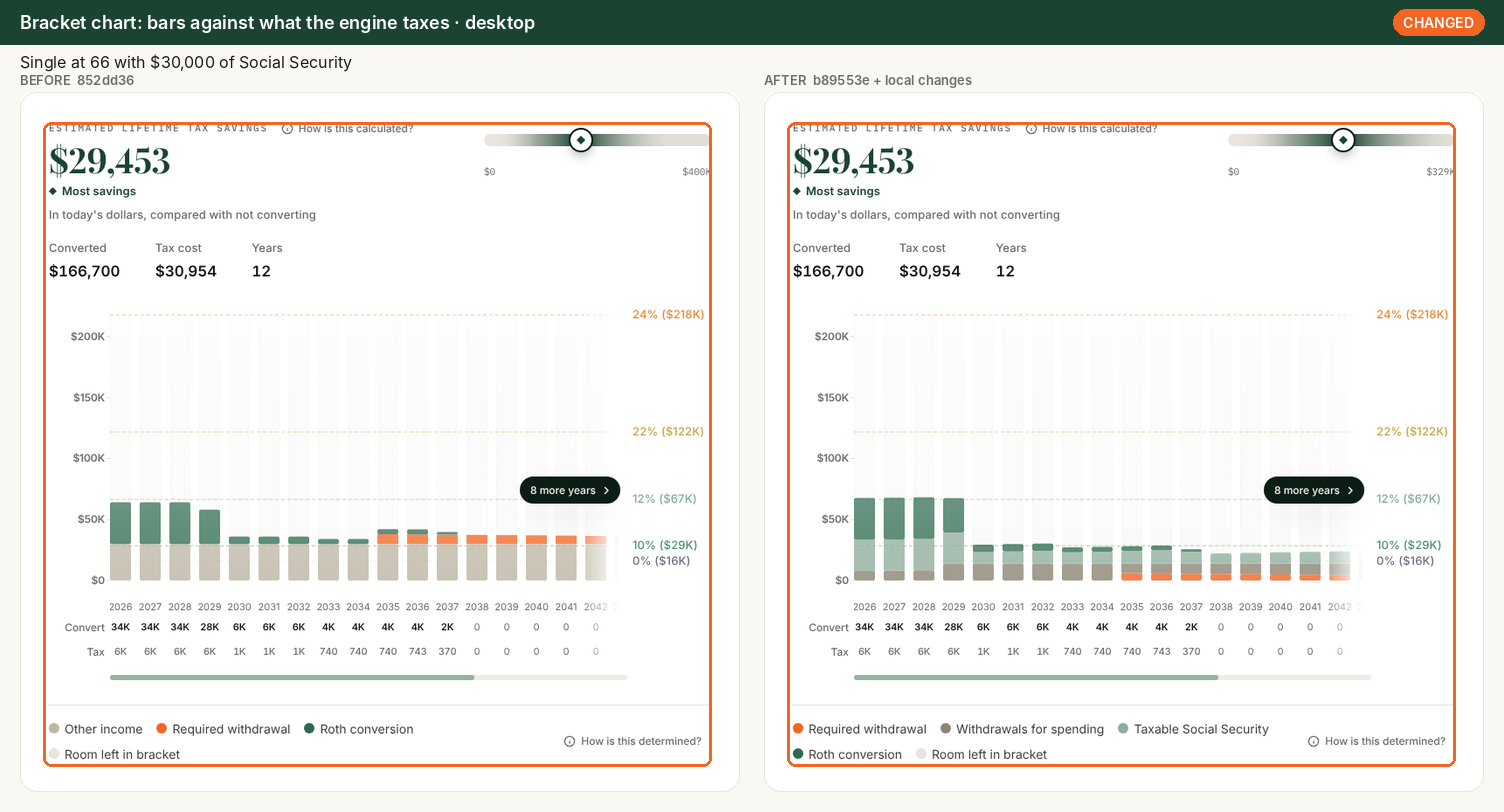 Bracket chart: bars against what the engine taxes · desktop
CHANGED
Single at 66 with $30,000 of Social Security
BEFORE 852dd36
ESTIMATED LIFETIME TAX SAVINGS How is this calculated?
$29,453
$0 $400K
Most savings
In today's dollars, compared with not converting
Converted Tax cost Years
$166,700 $30,954 12
24% ($218K)
$200K
$150K
22% ($122K)
$100K
8 more years
12% ($67K)
$50K
10% ($29K)
0% ($16K)
$0
2026 2027 2028 2029 2030 2031 2032 2033 2034 2035 2036 2037 2038 2039 2040 2041 2042
Convert 34K 34K 34K 28K 6K 6K 6K 4K 4K 4K 4K 2K 0 0 0 0 0
Tax 6K 6K 6K 6K 1K 1K 1K 740 740 740 743 370 0 0 0 0 0
Other income Required withdrawal Roth conversion
Room left in bracket
How is this determined?
AFTER b89553e + local changes
ESTIMATED LIFETIME TAX SAVINGS How is this calculated?
$29,453
$0 $329K
Most savings
In today's dollars, compared with not converting
Converted Tax cost Years
$166,700 $30,954 12
24% ($218K)
$200K
$150K
22% ($122K)
$100K
8 more years
12% ($67K)
$50K
10% ($29K)
0% ($16K)
$0
2026 2027 2028 2029 2030 2031 2032 2033 2034 2035 2036 2037 2038 2039 2040 2041 2042
Convert 34K 34K 34K 28K 6K 6K 6K 4K 4K 4K 4K 2K 0 0 0 0 0
Tax 6K 6K 6K 6K 1K 1K 1K 740 740 740 743 370 0 0 0 0 0
Required withdrawal Withdrawals for spending Taxable Social Security
Roth conversion Room left in bracket
How is this determined?